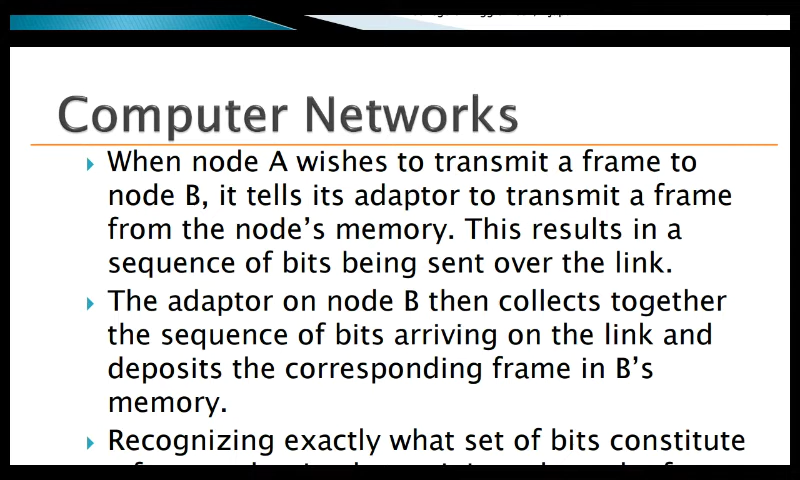 Computer Networks
When node A wishes to transmit a frame to
node B, it tells its adaptor to transmit a frame
from the node’s memory. This results in a
sequence of bits being sent over the link.
The adaptor on node B then collects together
the sequence of bits arriving on the link and
deposits the corresponding frame in B’s
memory.
Recognizing exactly what set of bits constitute